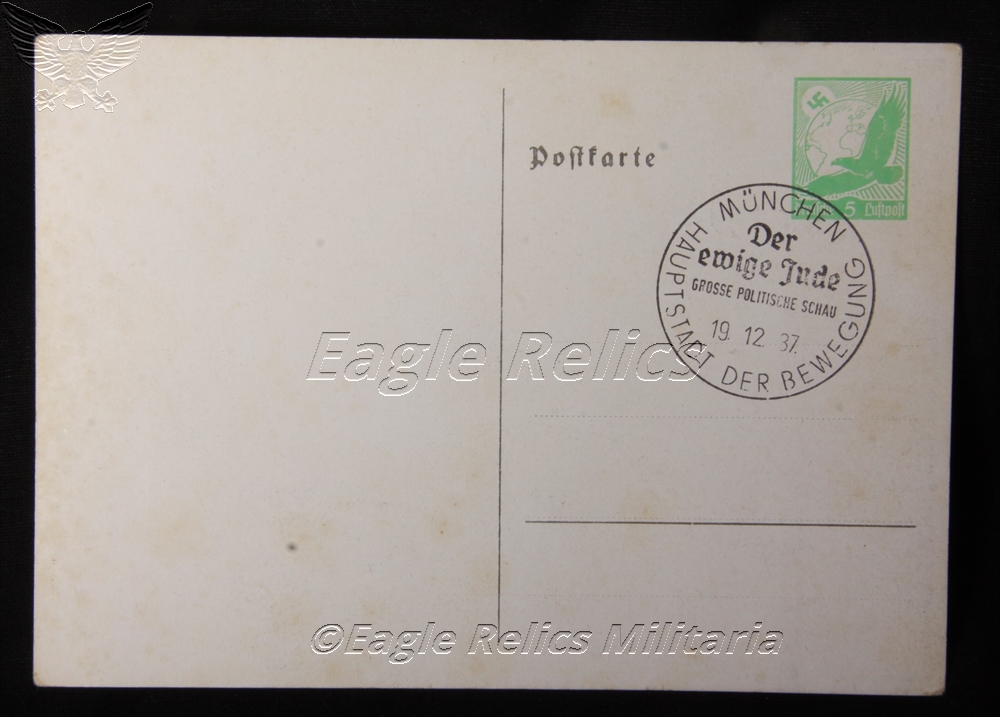 Postkarte
5 Luftpost
MÜNCHEN
HAUPTSTADT DER BEWEGUNG
Der
ewige Jude
GROSSE POLITISCHE SCHAU
19. 12. 37.
Eagle Relics
©Eagle Relics Militaria